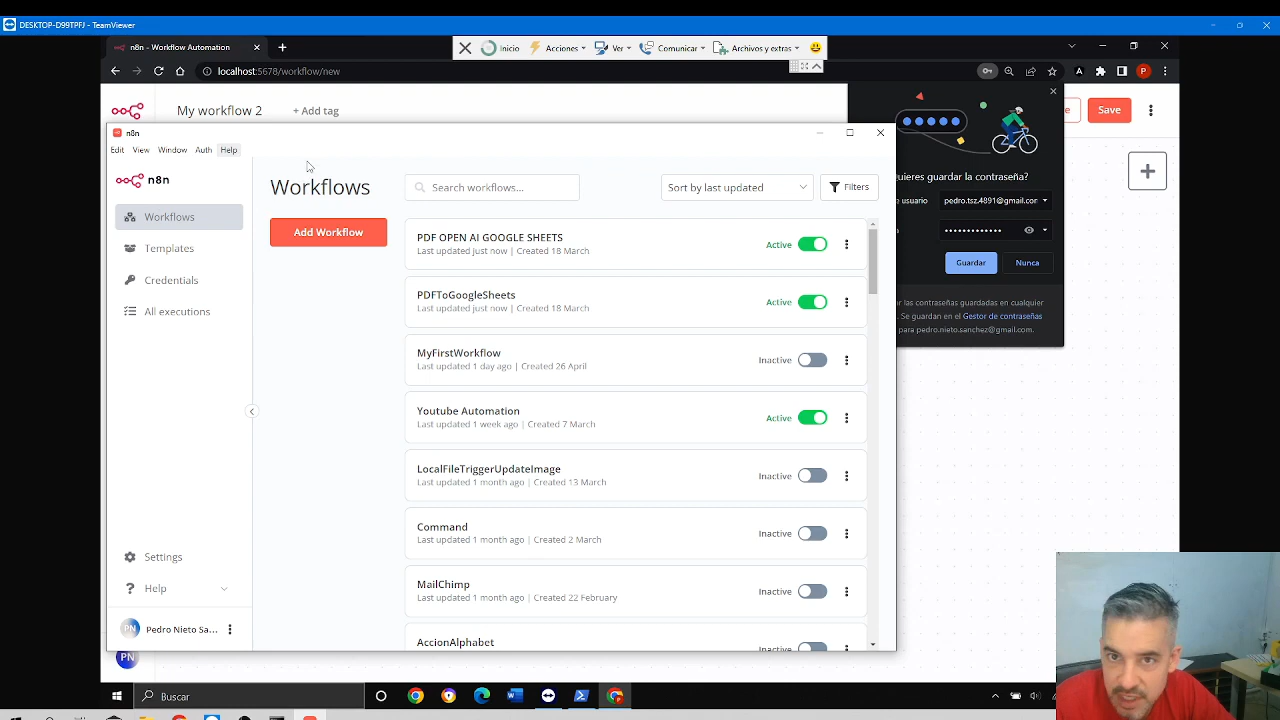 DESKTOP-D99TPFJ - TeamViewer
n8n - Workflow Automation
Inicio
Acciones
Ver
Comunicar
Archivos y extras
localhost:5678/workflow/new
A
P
My workflow 2
+ Add tag
Save
n8n
Edit View Window Auth Help
n8n
Workflows
Templates
Credentials
All executions
Settings
Help
PN
Pedro Nieto Sa...
PN
Workflows
Search workflows...
Sort by last updated
Filters
Add Workflow
PDF OPEN AI GOOGLE SHEETS
Last updated just now | Created 18 March
Active
PDFToGoogleSheets
Last updated just now | Created 18 March
Active
MyFirstWorkflow
Last updated 1 day ago | Created 26 April
Inactive
Youtube Automation
Last updated 1 week ago | Created 7 March
Active
LocalFileTriggerUpdateImage
Last updated 1 month ago | Created 13 March
Inactive
Command
Last updated 1 month ago | Created 2 March
Inactive
MailChimp
Last updated 1 month ago | Created 22 February
Inactive
AccionAlphabet
Inactive
uieres guardar la contraseña?
usuario
pedro.tsz.4891@gmail.cor
Guardar
Nunca
ar las contraseñas guardadas en cualquier
. Se guardan en el Gestor de contraseñas
para pedro.nieto.sanchez@gmail.com.
Buscar